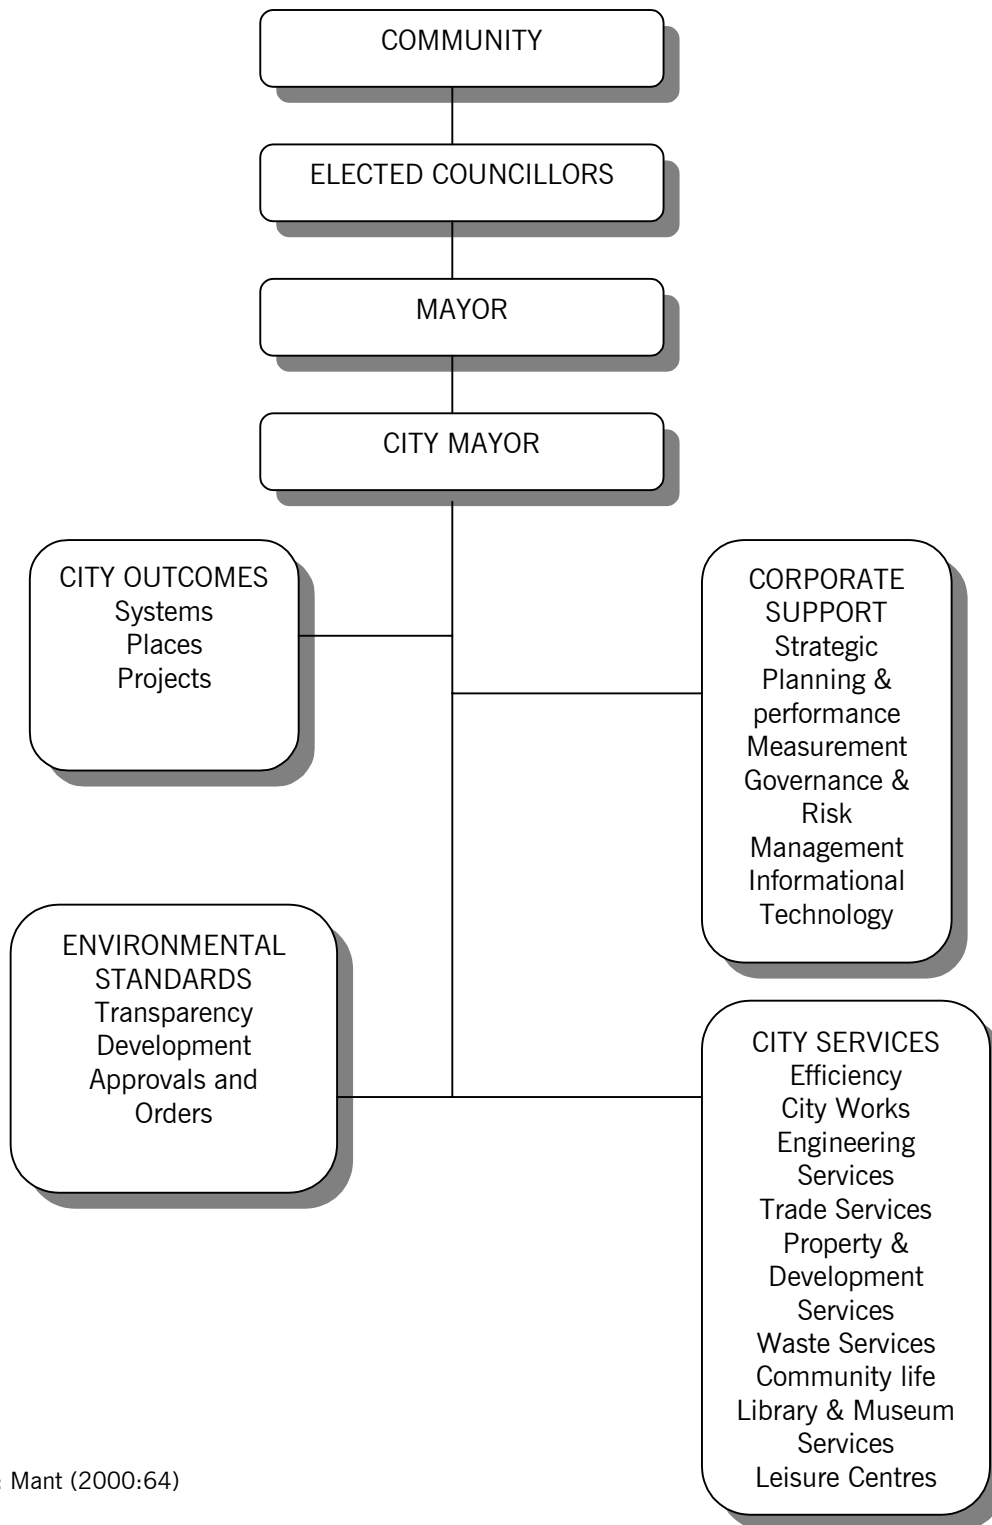 COMMUNITY
ELECTED COUNCILLORS
MAYOR
CITY MAYOR
CITY OUTCOMES
Systems
Places
Projects
CORPORATE
SUPPORT
Strategic
Planning &
performance
Measurement
Governance &
Risk
Management
Informational
Technology
ENVIRONMENTAL
STANDARDS
Transparency
Development
Approvals and
Orders
CITY SERVICES
Efficiency
City Works
Engineering
Services
Trade Services
Property &
Development
Services
Waste Services
Community life
Library & Museum
Services
Leisure Centres
: Mant (2000:64)